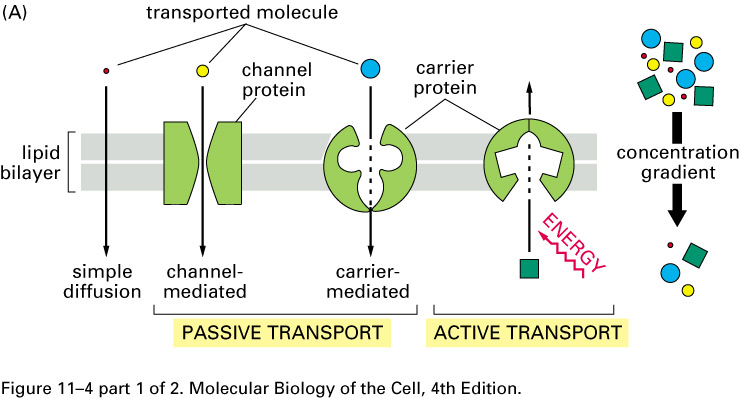 (A)
transported molecule
channel
protein
carrier
protein
lipid
bilayer
concentration
gradient
ENERGY
simple
diffusion
channel-
mediated
carrier-
mediated
PASSIVE TRANSPORT
ACTIVE TRANSPORT
Figure 11–4 part 1 of 2. Molecular Biology of the Cell, 4th Edition.